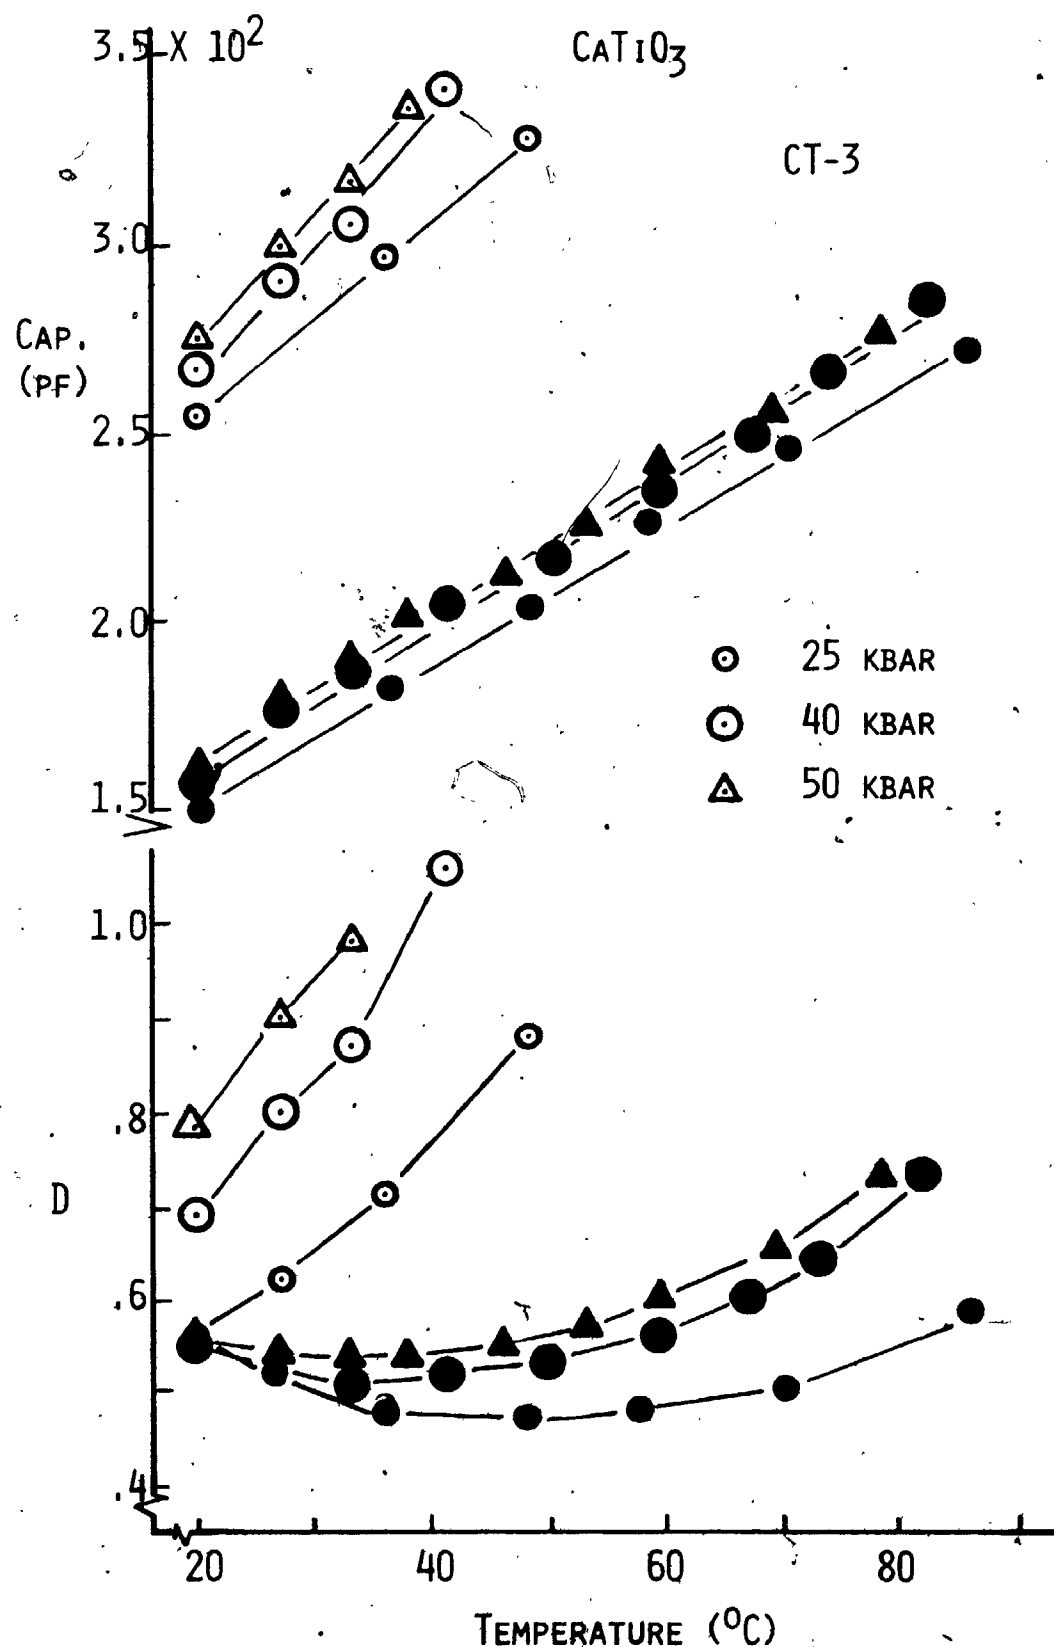 3.5 X 10²
CATIO₃
CT-3
3.0
CAP.
(PF)
2.5
2.0
25 KBAR
40 KBAR
50 KBAR
1.5
1.0
.8
D
.6
.4
20 40 60 80
TEMPERATURE (⁰C)